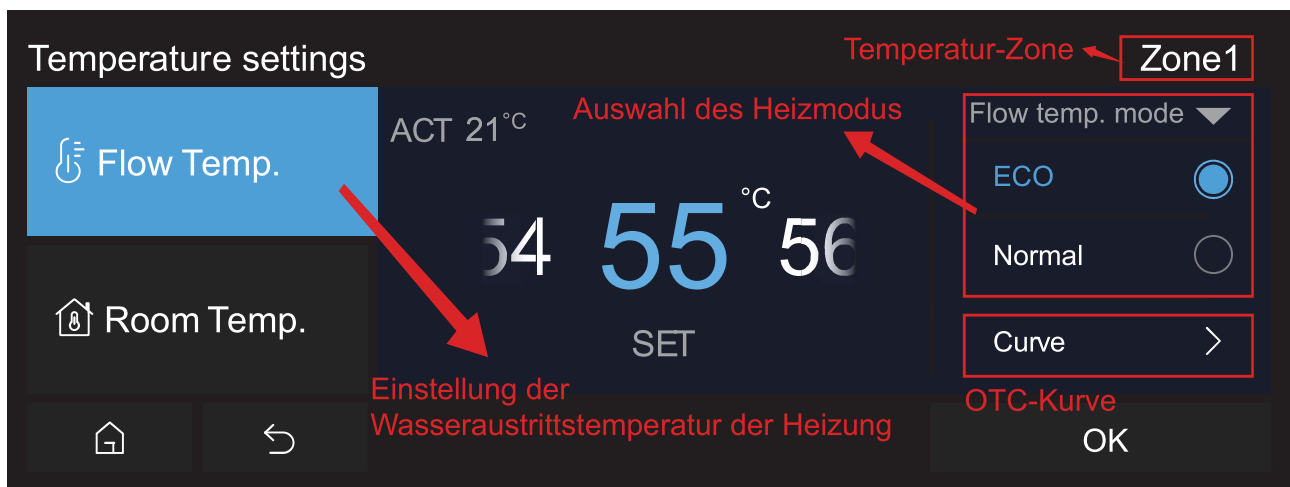 Temperature settings
Temperatur-Zone
Zone1
Flow Temp.
ACT 21°C
Auswahl des Heizmodus
Flow temp. mode
ECO
54 55 °C 56
Normal
Room Temp.
SET
Curve
Einstellung der
Wasseraustrittstemperatur der Heizung
OTC-Kurve
OK